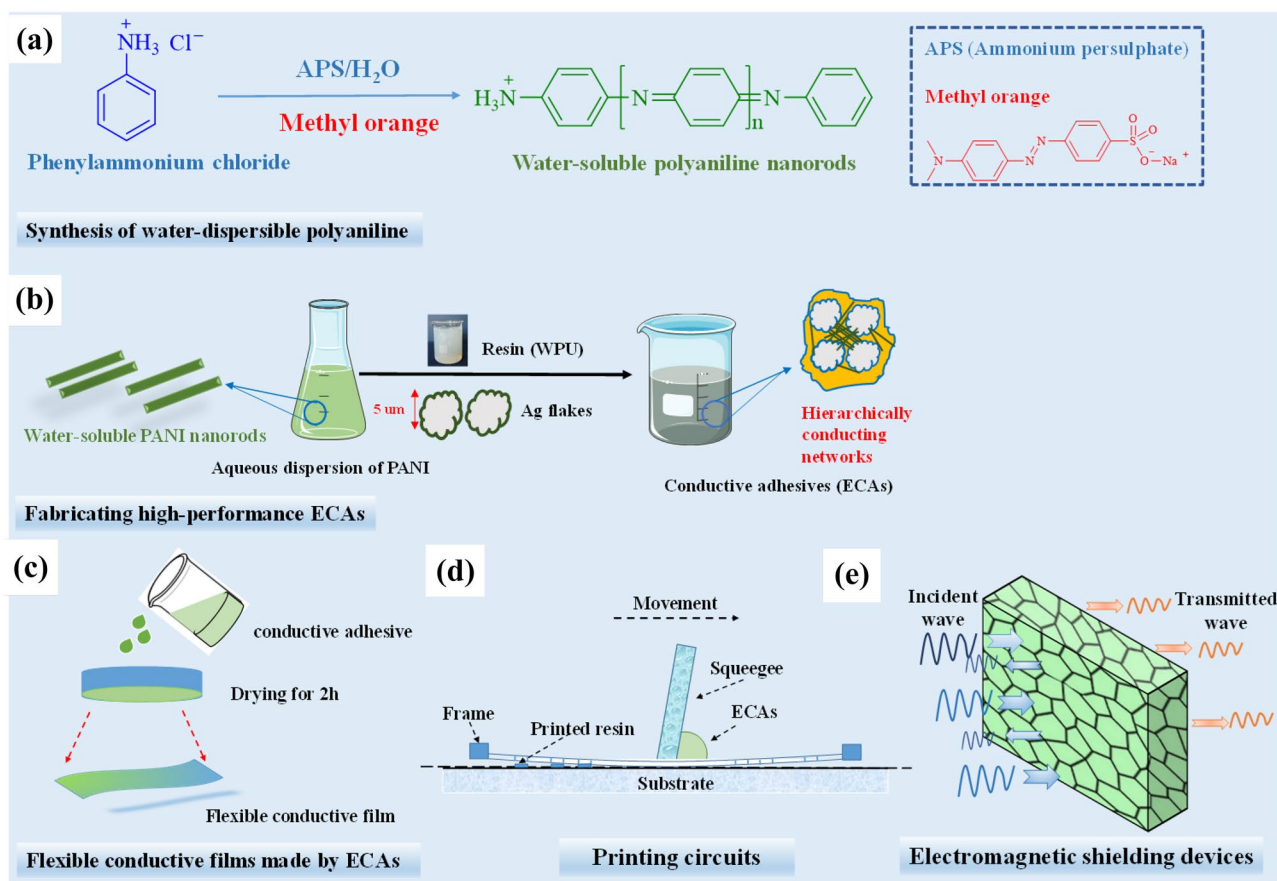 (a)
NH3 + Cl−
APS/H2O
Methyl orange
Phenylammonium chloride
H3N + N N n
Water-soluble polyaniline nanorods
APS (Ammonium persulphate)
Methyl orange
N N N S O O O− Na +
Synthesis of water-dispersible polyaniline
(b)
Resin (WPU)
5 um
Ag flakes
Water-soluble PANI nanorods
Aqueous dispersion of PANI
Hierarchically
conducting
networks
Conductive adhesives (ECAs)
Fabricating high-performance ECAs
(c)
conductive adhesive
Drying for 2h
Flexible conductive film
Flexible conductive films made by ECAs
(d)
Movement
Squeegee
ECAs
Frame
Printed resin
Substrate
Printing circuits
(e)
Incident
wave
Transmitted
wave
Electromagnetic shielding devices